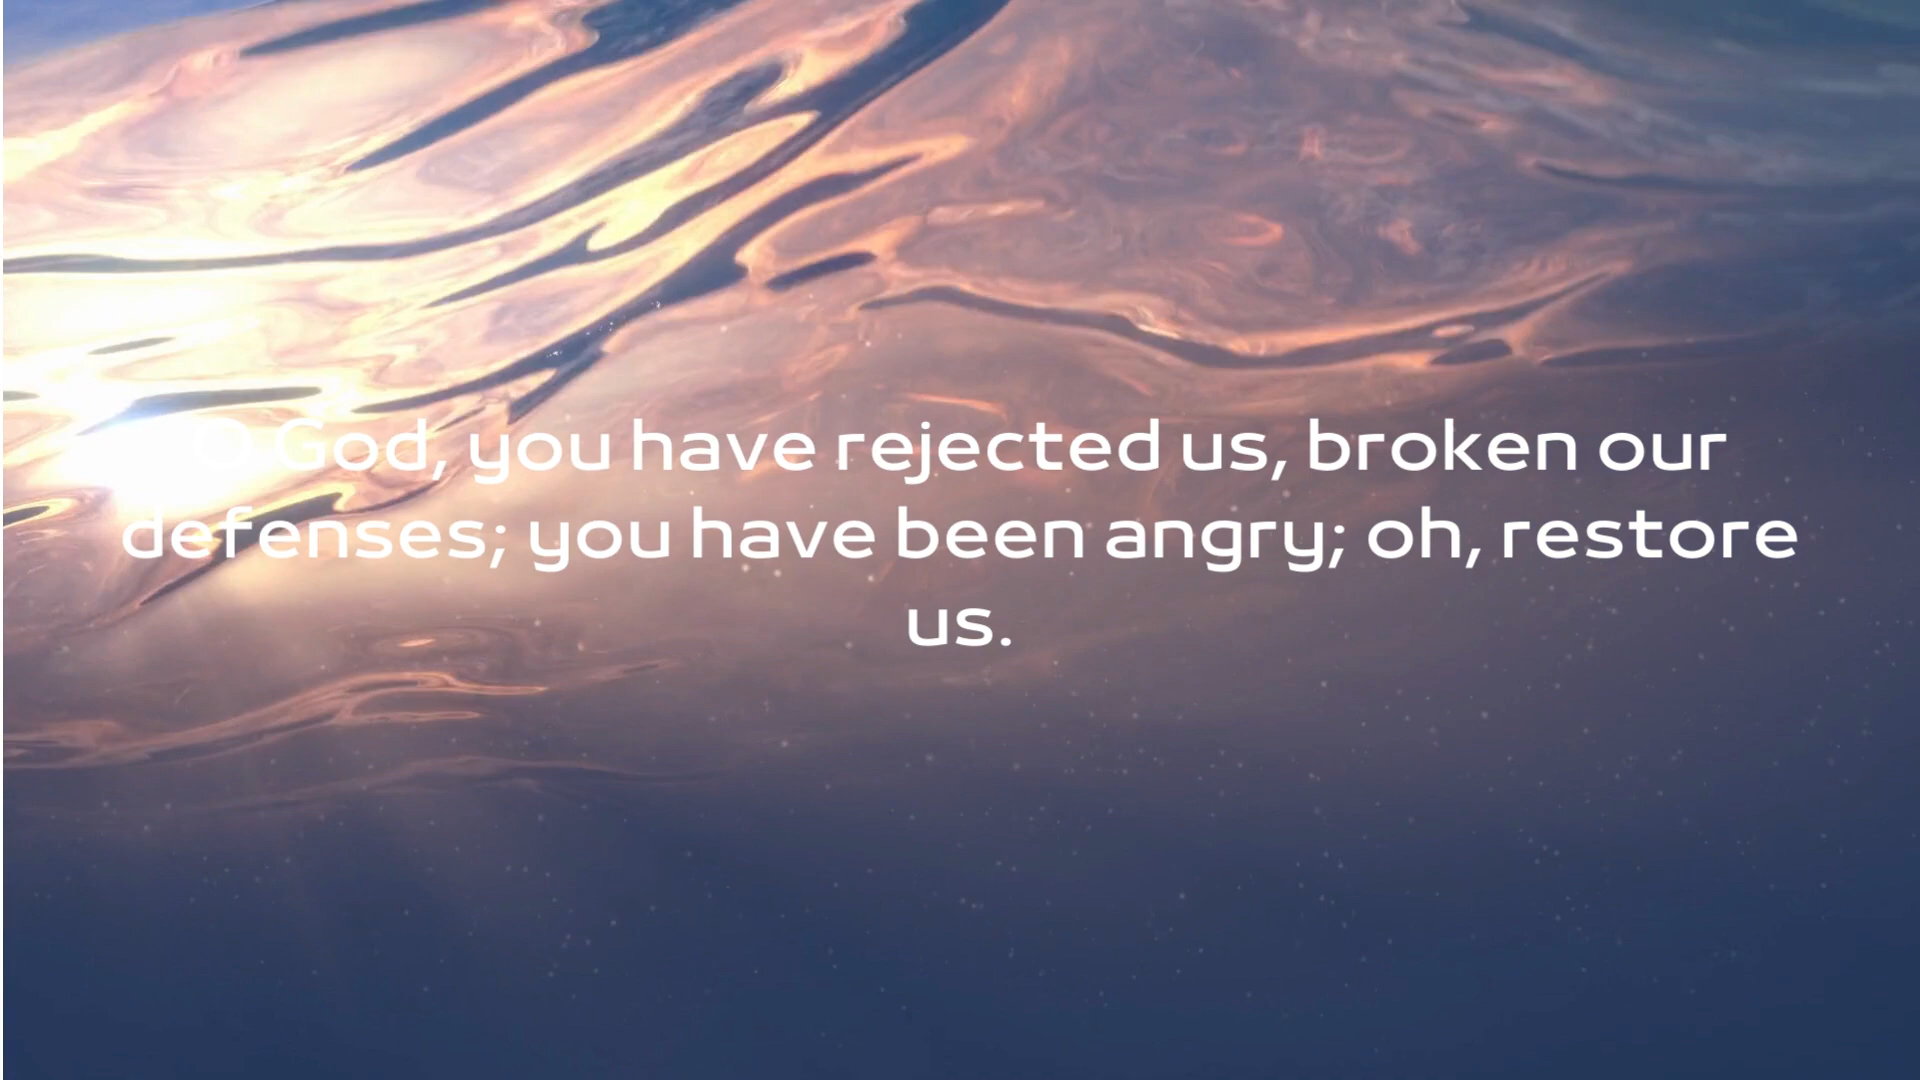 O God, you have rejected us, broken our
defenses; you have been angry; oh, restore
us.